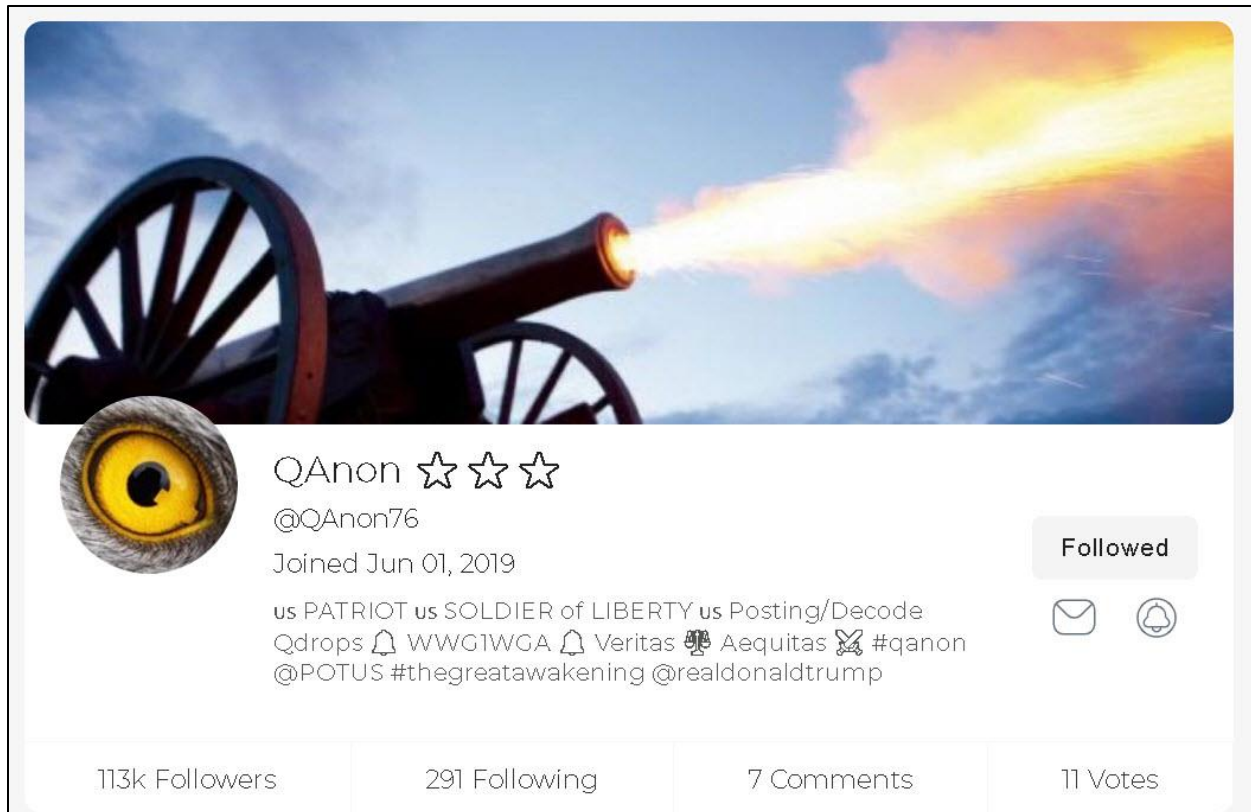 QAnon ☆☆☆
@QAnon76
Joined Jun 01, 2019
Followed
us PATRIOT us SOLDIER of LIBERTY us Posting/Decode
Qdrops 🔔 WWG1WGA 🔔 Veritas ⚖ Aequitas ⚔ #qanon
@POTUS #thegreatawakening @realdonaldtrump
113k Followers
291 Following
7 Comments
11 Votes